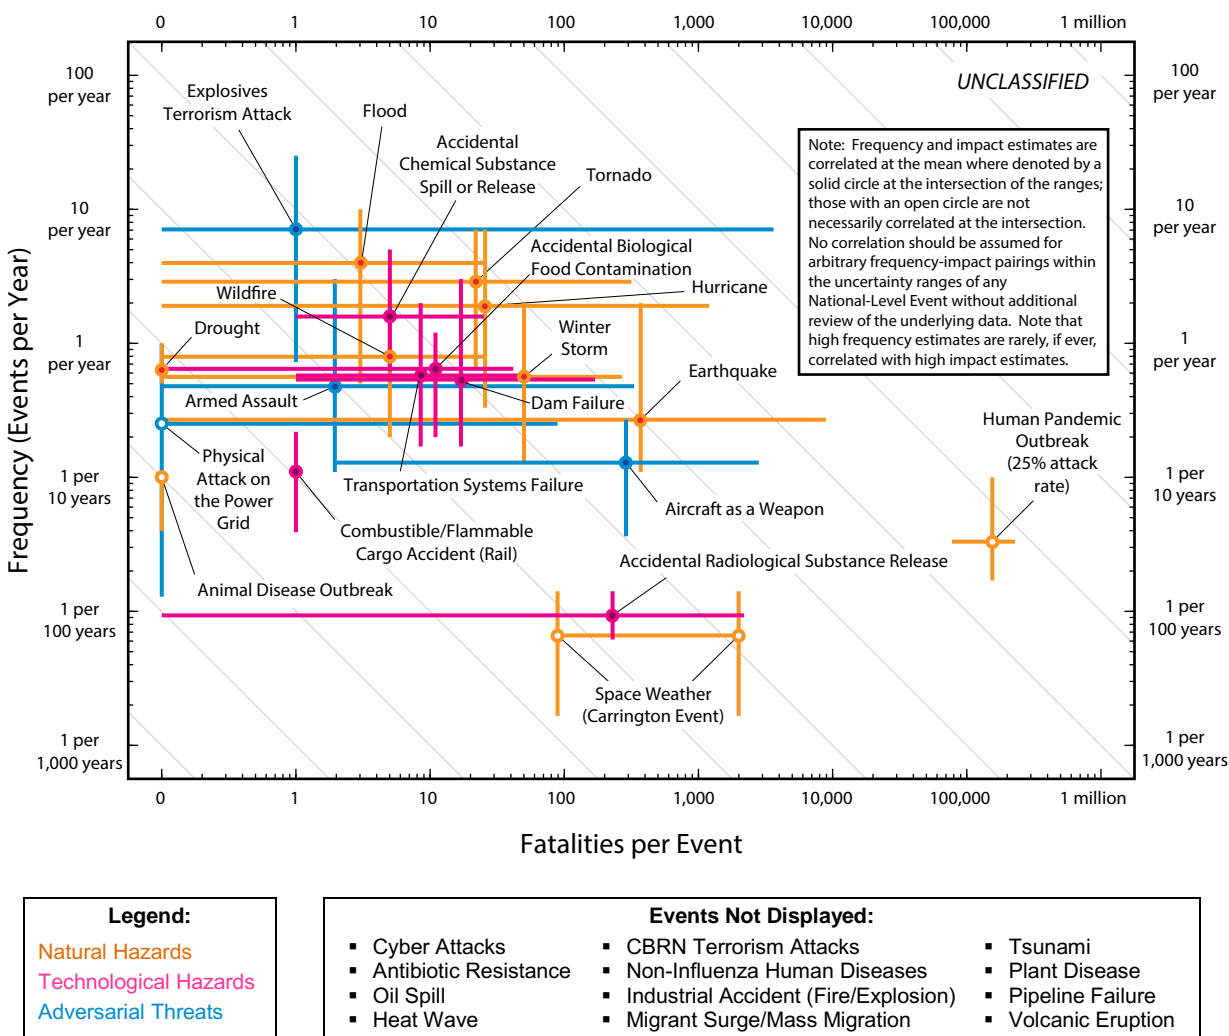 0 1 10 100 1,000 10,000 100,000 1 million
UNCLASSIFIED
100
per year
10
per year
1
per year
1 per
10 years
1 per
100 years
1 per
1,000 years
Frequency (Events per Year)
Explosives
Terrorism Attack
Flood
Accidental
Chemical Substance
Spill or Release
Tornado
Accidental Biological
Food Contamination
Wildfire
Hurricane
Drought
Winter
Storm
Earthquake
Armed Assault
Dam Failure
Physical
Attack on
the Power
Grid
Transportation Systems Failure
Aircraft as a Weapon
Human Pandemic
Outbreak
(25% attack
rate)
Combustible/Flammable
Cargo Accident (Rail)
Accidental Radiological Substance Release
Animal Disease Outbreak
Space Weather
(Carrington Event)
Note: Frequency and impact estimates are
correlated at the mean where denoted by a
solid circle at the intersection of the ranges;
those with an open circle are not
necessarily correlated at the intersection.
No correlation should be assumed for
arbitrary frequency-impact pairings within
the uncertainty ranges of any
National-Level Event without additional
review of the underlying data. Note that
high frequency estimates are rarely, if ever,
correlated with high impact estimates.
100
per year
10
per year
1
per year
1 per
10 years
1 per
100 years
1 per
1,000 years
0 1 10 100 1,000 10,000 100,000 1 million
Fatalities per Event
Legend:
Natural Hazards
Technological Hazards
Adversarial Threats
Events Not Displayed:
▪ Cyber Attacks
▪ Antibiotic Resistance
▪ Oil Spill
▪ Heat Wave
▪ CBRN Terrorism Attacks
▪ Non-Influenza Human Diseases
▪ Industrial Accident (Fire/Explosion)
▪ Migrant Surge/Mass Migration
▪ Tsunami
▪ Plant Disease
▪ Pipeline Failure
▪ Volcanic Eruption